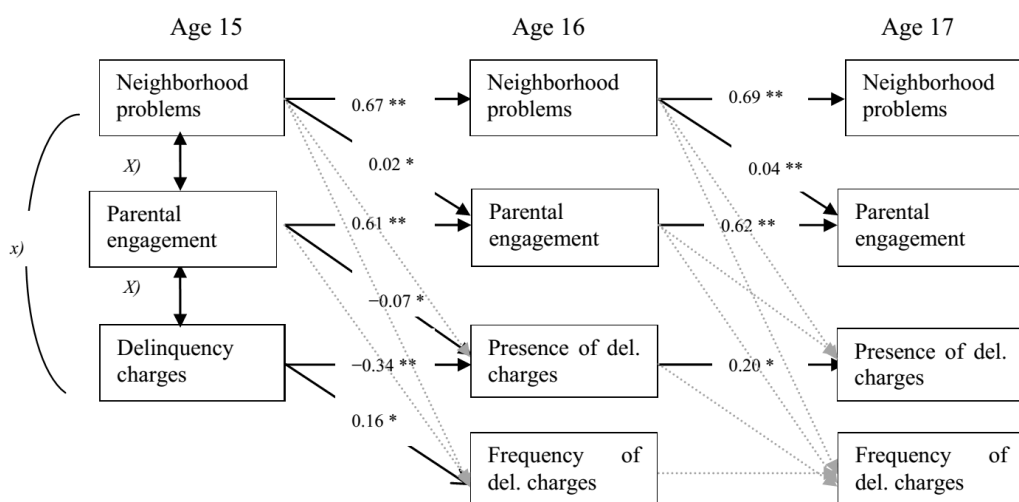 Age 15
Age 16
Age 17
Neighborhood
problems
Neighborhood
problems
Neighborhood
problems
0.67 **
0.69 **
X)
0.02 *
0.04 **
Parental
engagement
Parental
engagement
Parental
engagement
0.61 **
0.62 **
x)
X)
−0.07 *
Delinquency
charges
Presence of del.
charges
Presence of del.
charges
−0.34 **
0.20 *
0.16 *
Frequency of
del. charges
Frequency of
del. charges